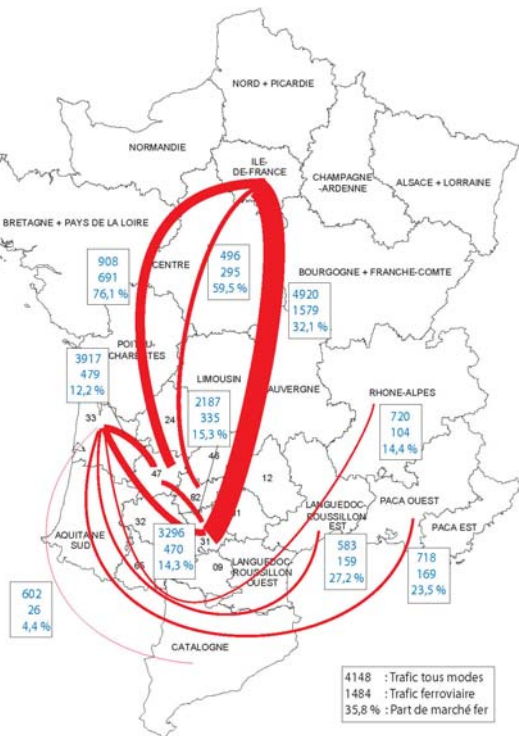 NORD + PICARDIE
NORMANDIE
ILE-
DE-FRANCE
CHAMPAGNE
-ARDENNE
ALSACE + LORRAINE
BRETAGNE + PAYS DE LA LOIRE
CENTRE
908
691
76,1 %
496
295
59,5 %
BOURGOGNE + FRANCHE-COMTE
4920
1579
32,1 %
POITOU-
CHARENTES
3917
479
12,2 %
LIMOUSIN
AUVERGNE
2187
335
15,3 %
RHONE-ALPES
720
104
14,4 %
33
24
46
47
82
12
81
31
32
65
09
AQUITAINE
SUD
3296
470
14,3 %
LANGUEDOC-
ROUSSILLON
EST
PACA OUEST
PACA EST
LANGUEDOC-
ROUSSILLON
OUEST
583
159
27,2 %
718
169
23,5 %
602
26
4,4 %
CATALOGNE
4148 : Trafic tous modes
1484 : Trafic ferroviaire
35,8 % : Part de marché fer